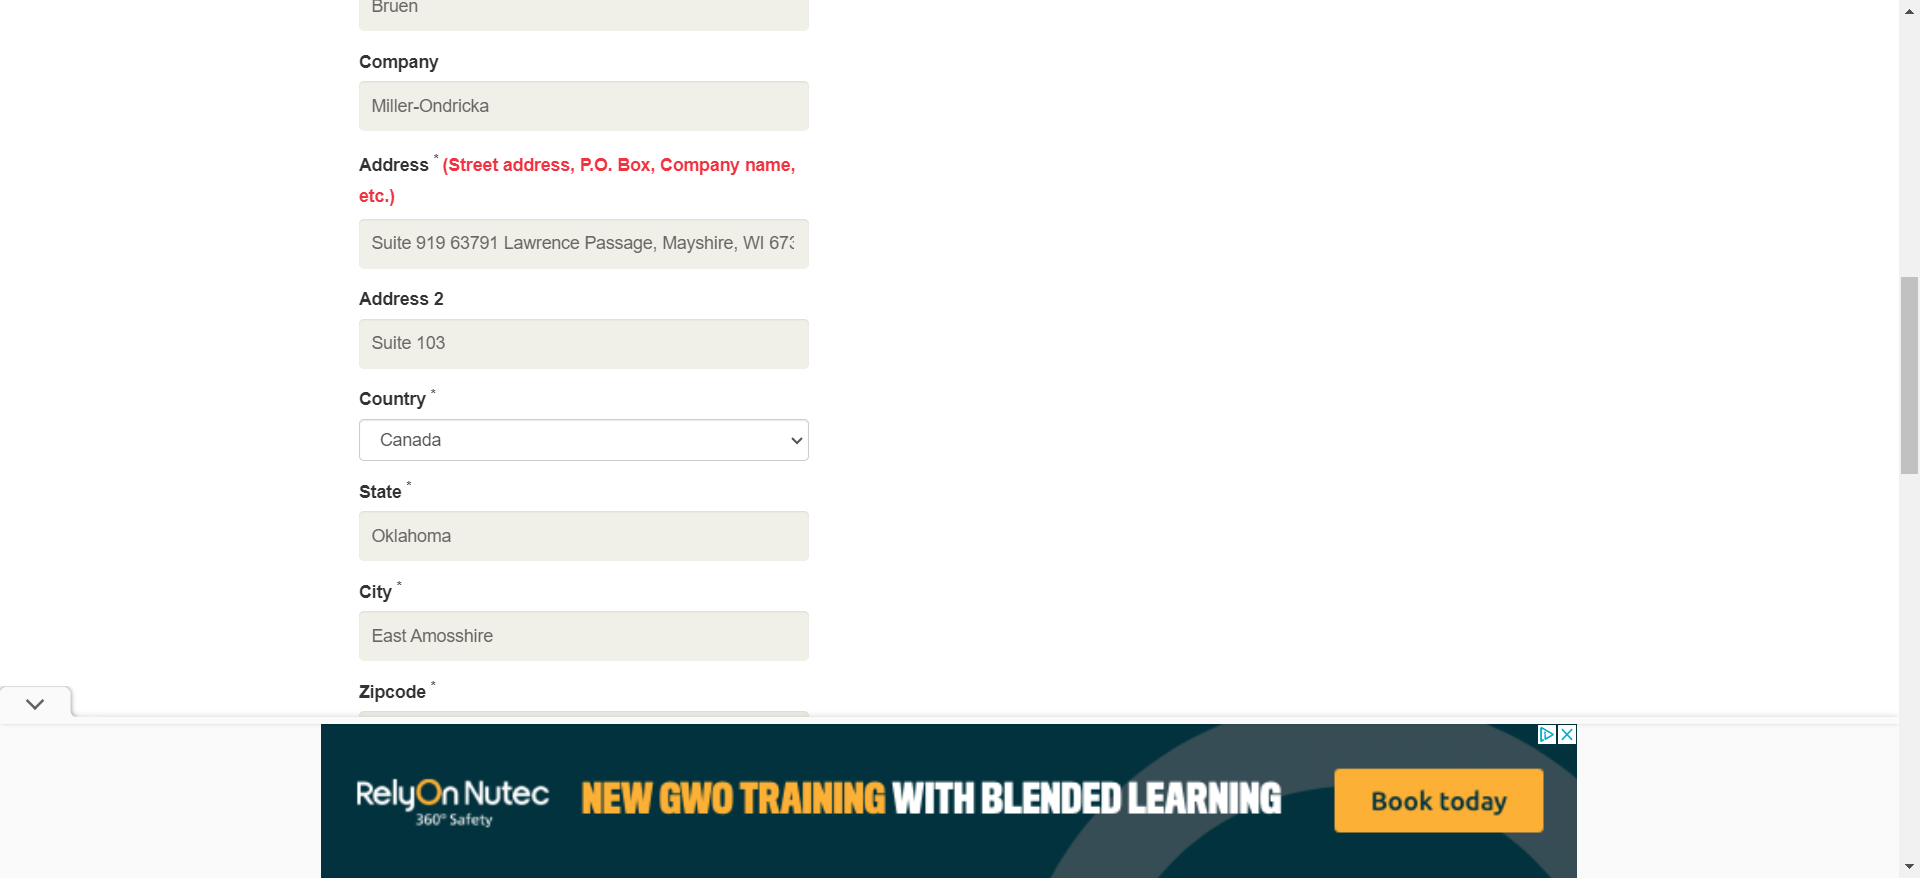 Bruen
Company
Miller-Ondricka
Address * (Street address, P.O. Box, Company name,
etc.)
Suite 919 63791 Lawrence Passage, Mayshire, WI 673
Address 2
Suite 103
Country *
Canada
State *
Oklahoma
City *
East Amosshire
Zipcode *
RelyOn Nutec
360° Safety
NEW GWO TRAINING WITH BLENDED LEARNING
Book today